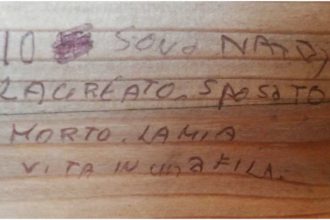 IO SONO NATO,
LAUREATO, SPOSATO
MORTO. LA MIA
VITA IN UNA FILA.